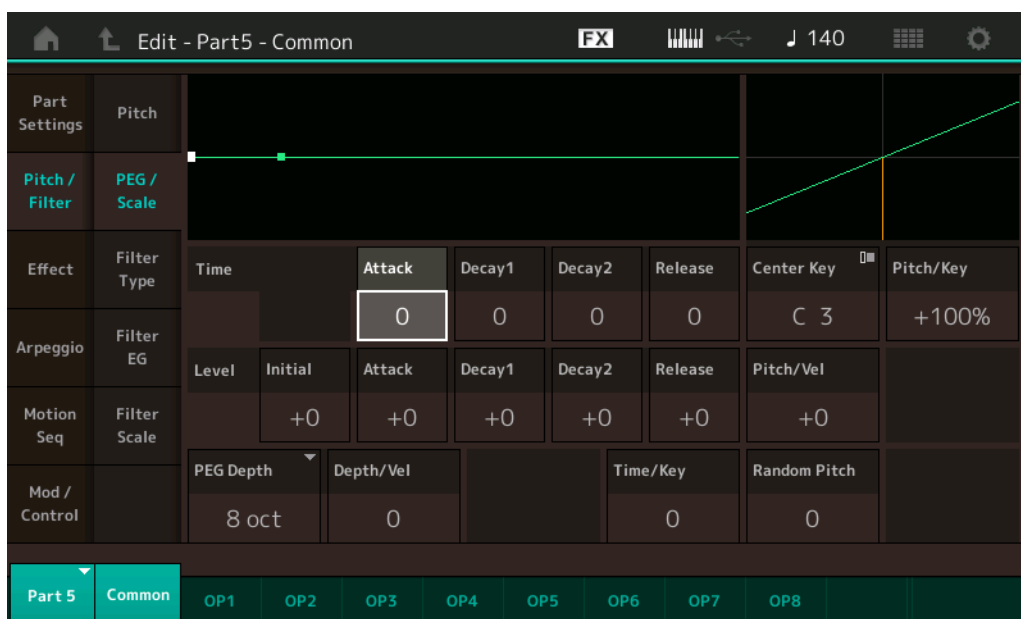 Edit - Part5 - Common FX 140
Part Settings
Pitch / Filter
Effect
Arpeggio
Motion Seq
Mod / Control
Pitch
PEG / Scale
Filter Type
Filter EG
Filter Scale
Time Attack Decay1 Decay2 Release Center Key Pitch/Key
0 0 0 0 C 3 +100%
Level Initial Attack Decay1 Decay2 Release Pitch/Vel
+0 +0 +0 +0 +0 +0
PEG Depth Depth/Vel Time/Key Random Pitch
8 oct 0 0 0
Part 5 Common OP1 OP2 OP3 OP4 OP5 OP6 OP7 OP8